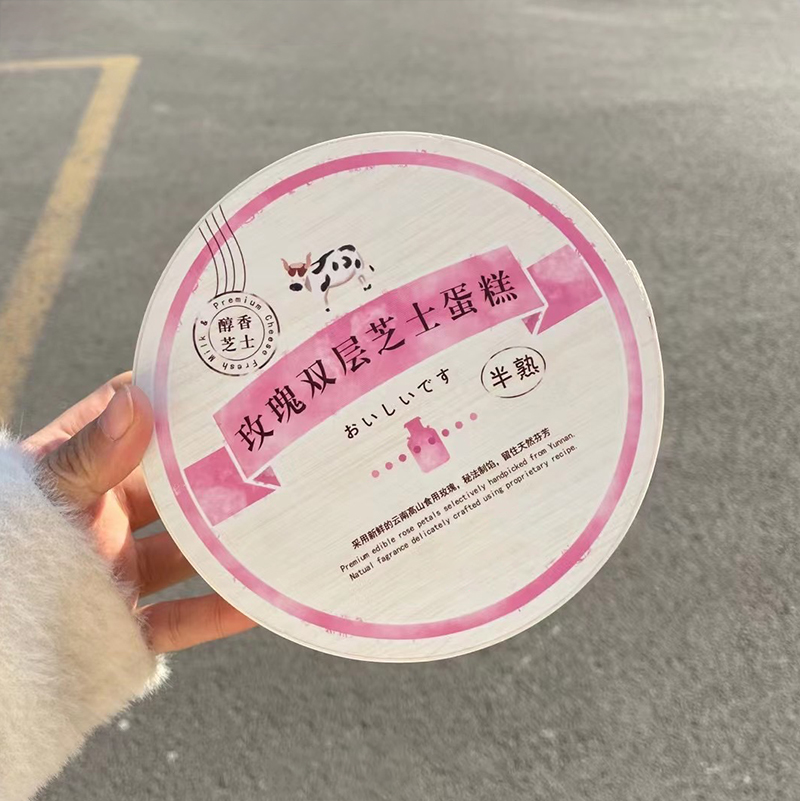 Premium Cheese Fresh Milk &
醇香
芝士
玫瑰双层芝士蛋糕
おいしいです
半熟
采用新鲜的云南高山食用玫瑰，秘法制馅，留住天然芬芳
Premium edible rose petals selectively handpicked from Yunnan.
Natual fagrance delicately crafted using proprietary recipe.